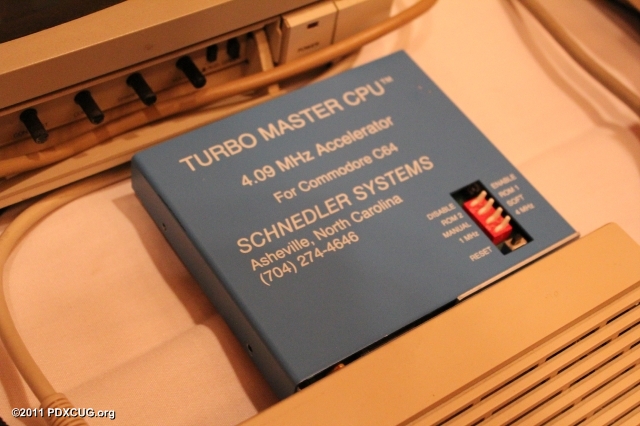 POWER
TURBO MASTER CPU™
4.09 MHz Accelerator
For Commodore C64
SCHNEDLER SYSTEMS
Asheville, North Carolina
(704) 274-4646
DISABLE
ROM 2
MANUAL
1 MHz
RESET
ENABLE
ROM 1
SOFT
4 MHz
©2011 PDXCUG.org